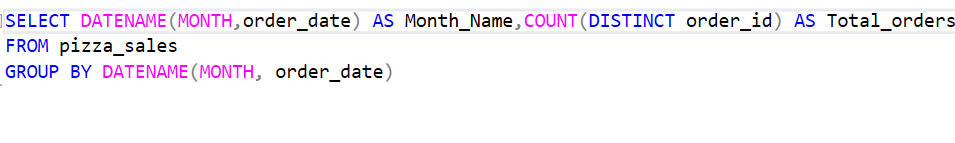 SELECT DATENAME(MONTH,order_date) AS Month_Name,COUNT(DISTINCT order_id) AS Total_orders
FROM pizza_sales
GROUP BY DATENAME(MONTH, order_date)